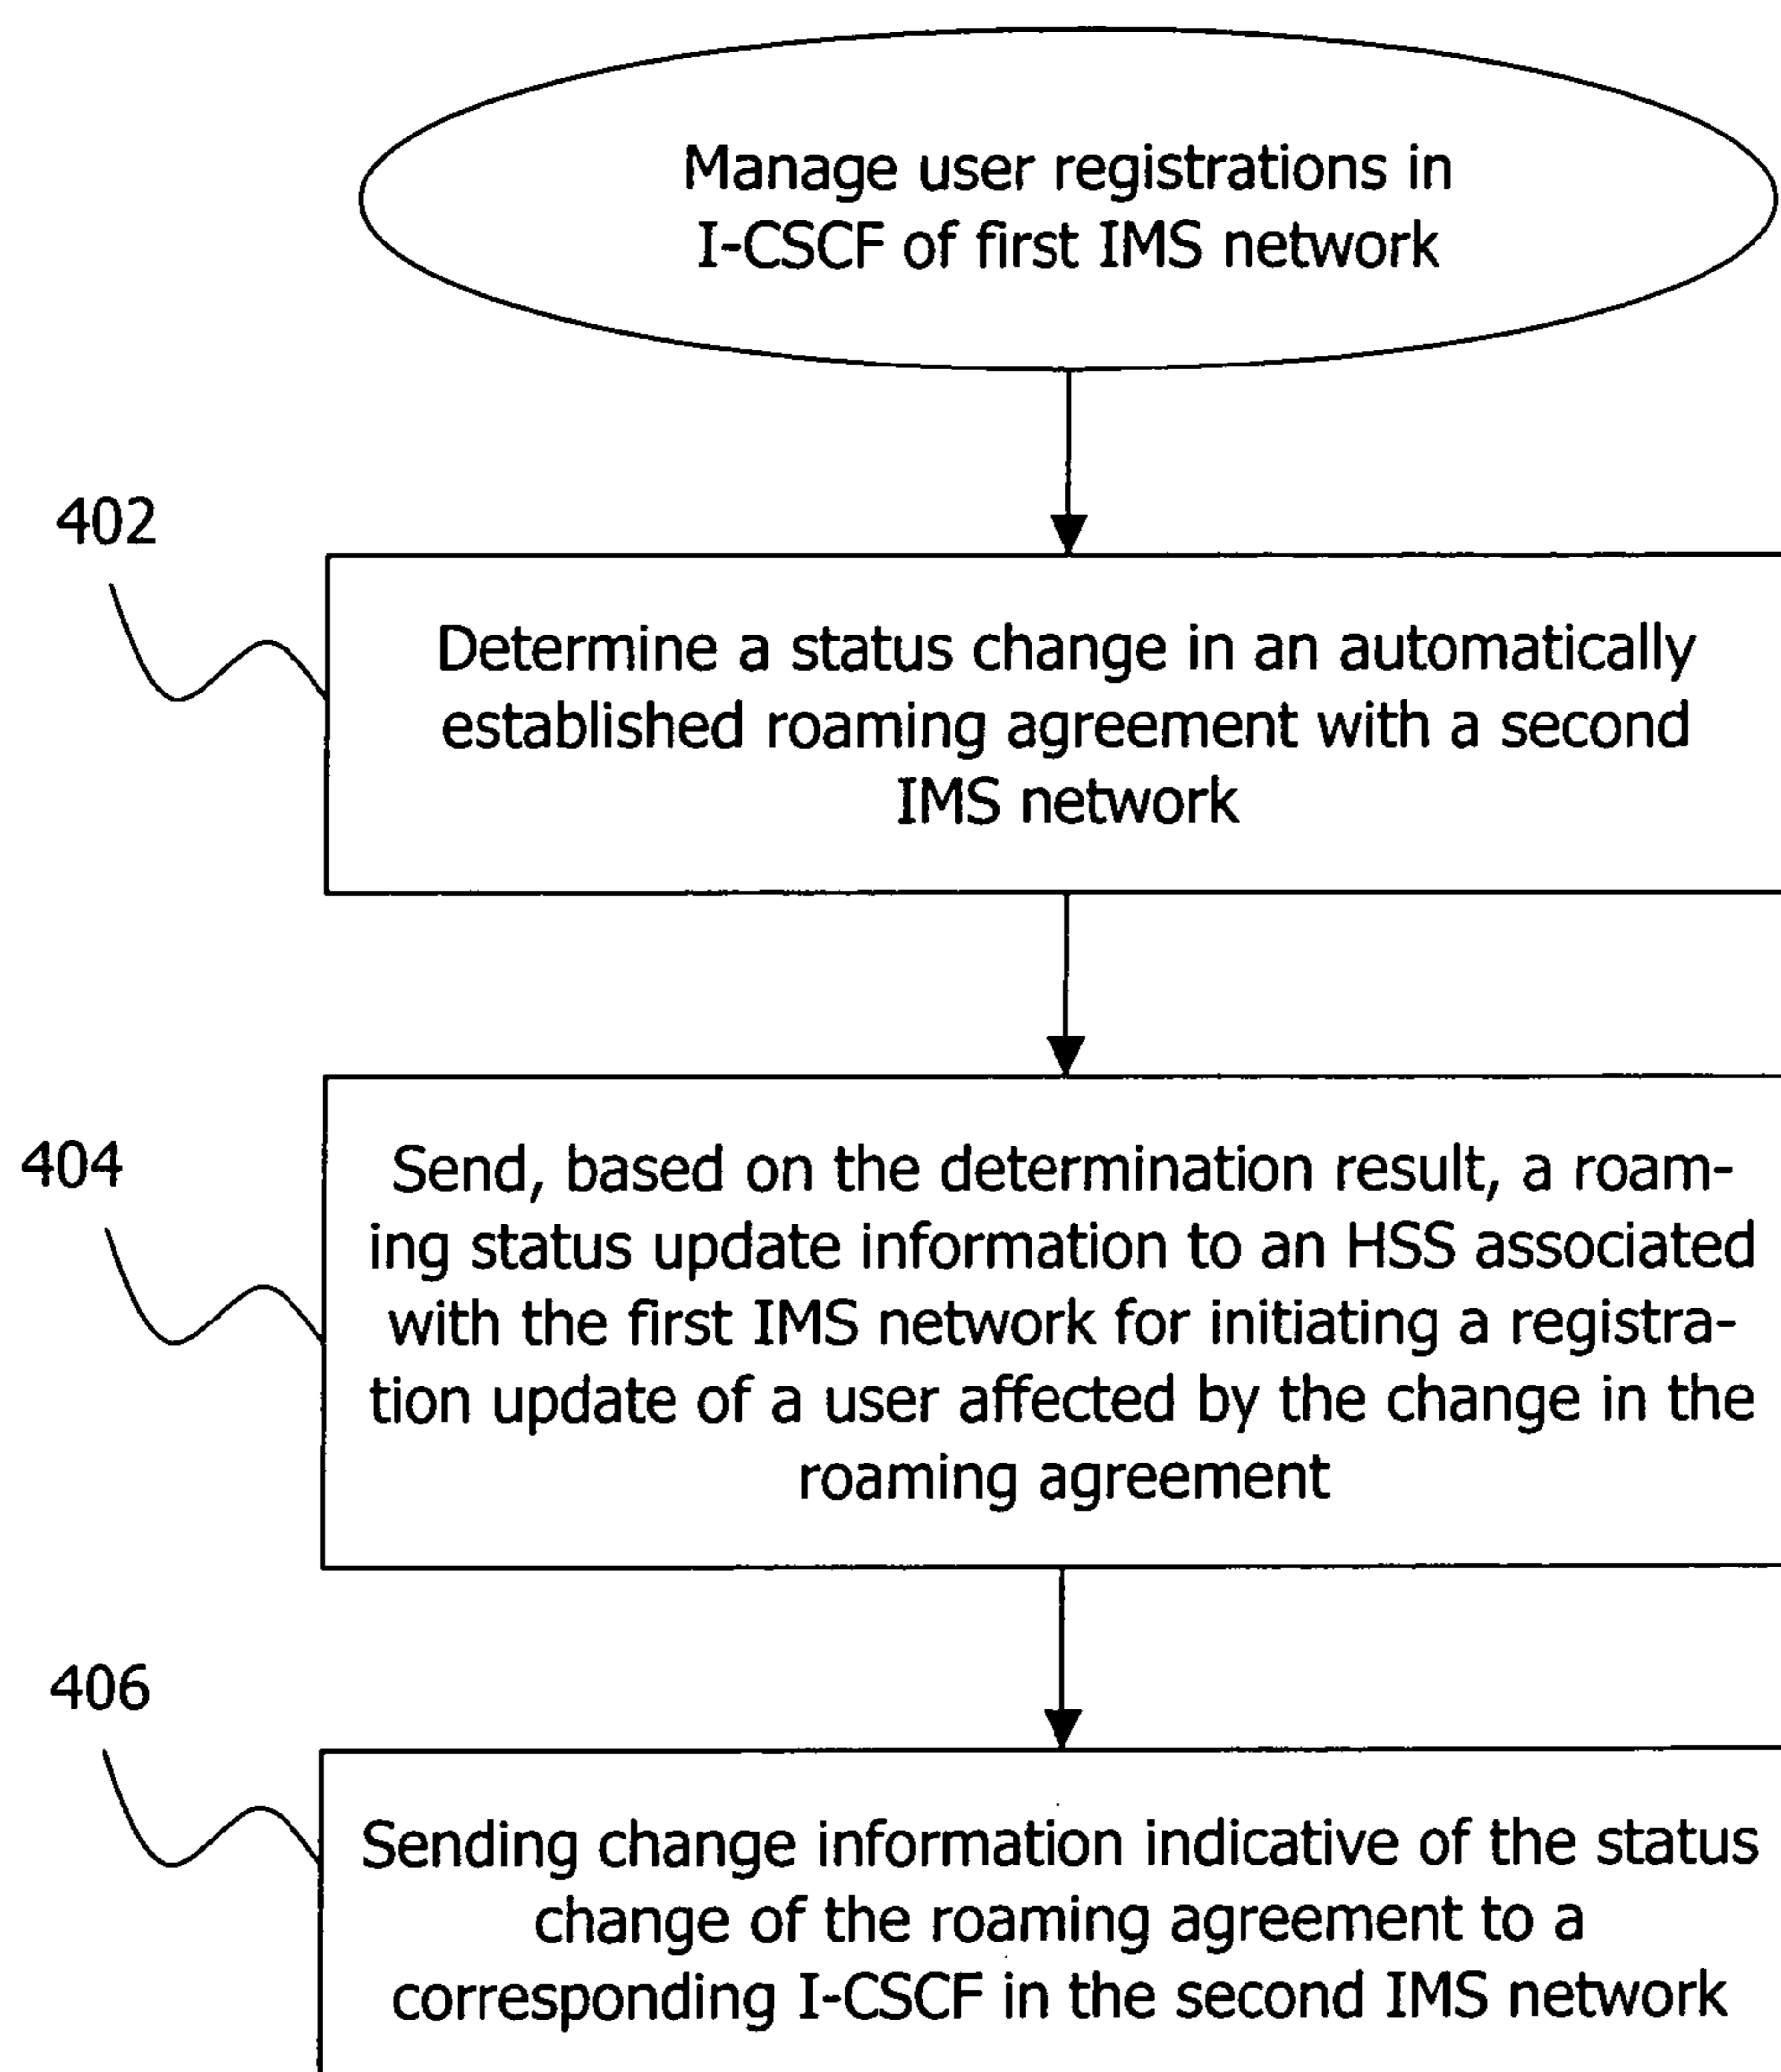 Manage user registrations in
I-CSCF of first IMS network
402
Determine a status change in an automatically
established roaming agreement with a second
IMS network
404
Send, based on the determination result, a roam-
ing status update information to an HSS associated
with the first IMS network for initiating a registra-
tion update of a user affected by the change in the
roaming agreement
406
Sending change information indicative of the status
change of the roaming agreement to a
corresponding I-CSCF in the second IMS network